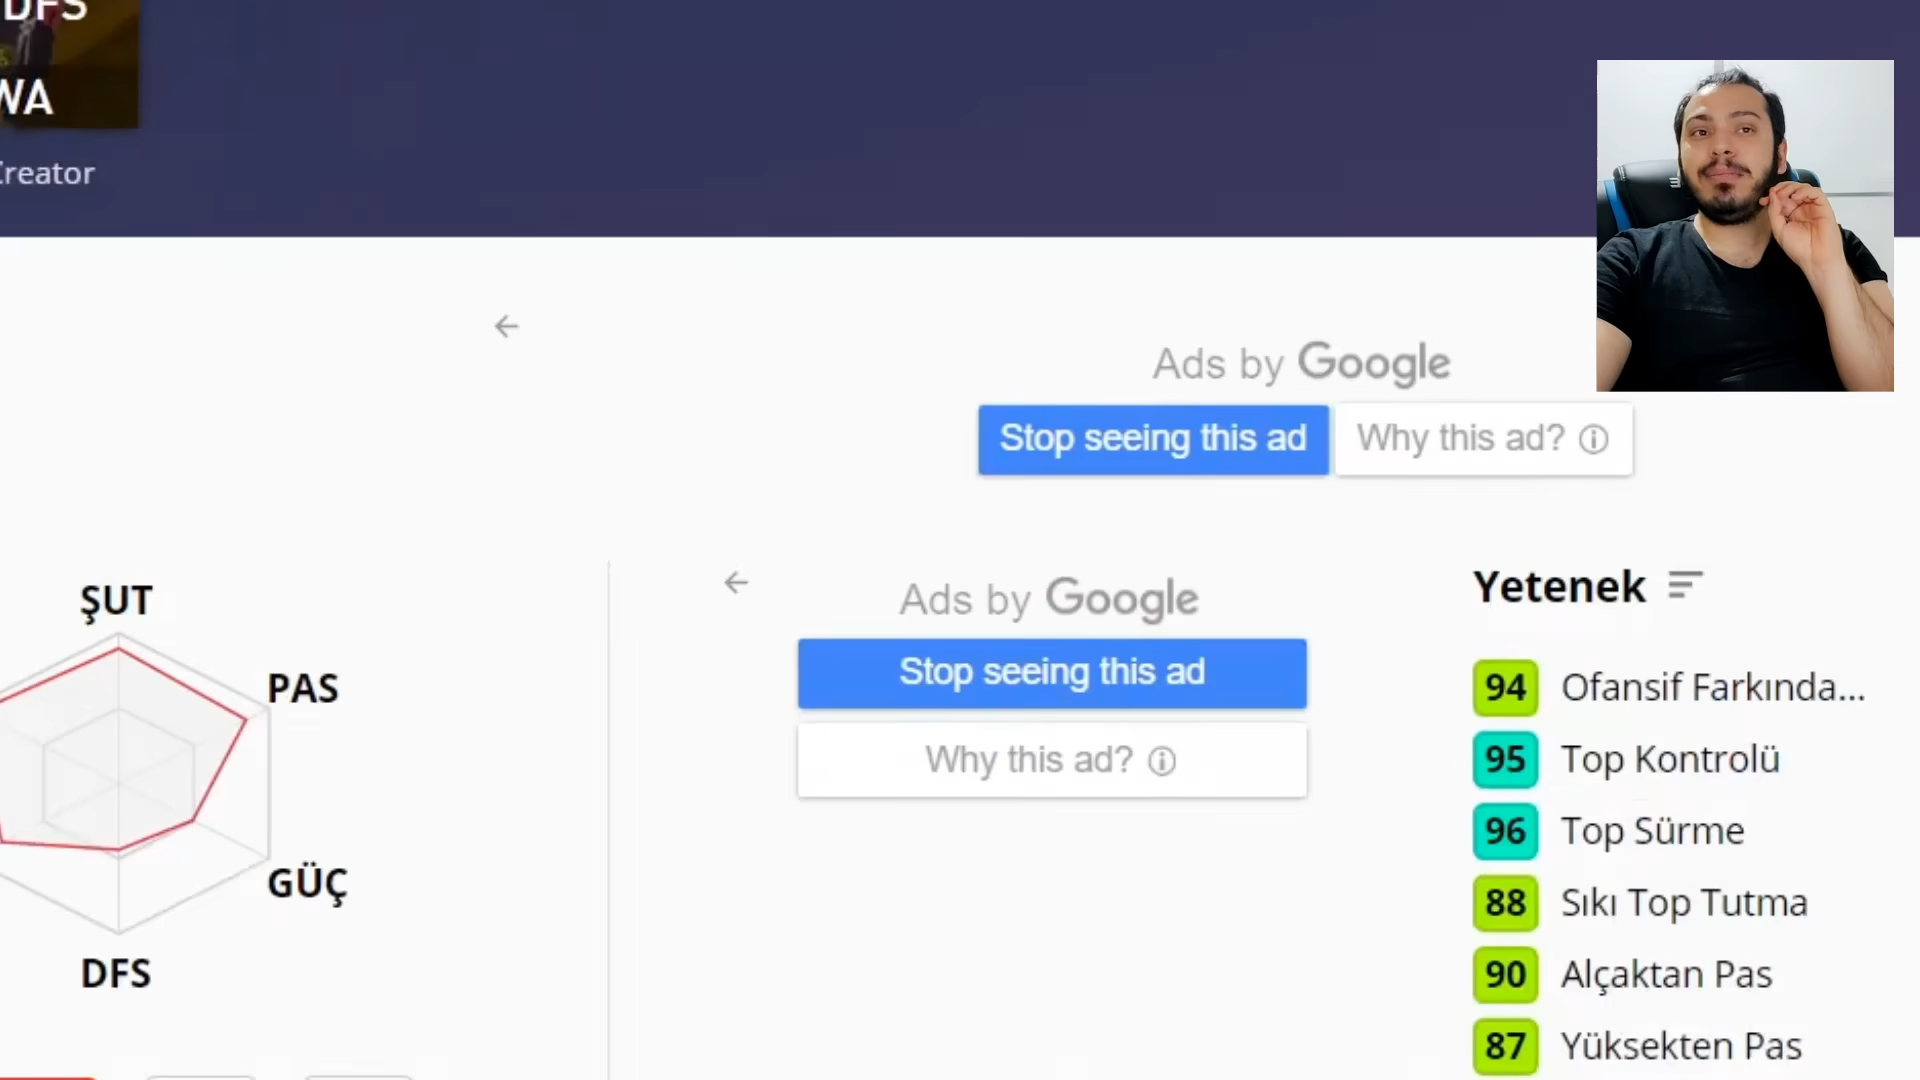 DFS
WA
Creator
Ads by Google
Stop seeing this ad
Why this ad?
ŞUT
PAS
GÜÇ
DFS
Ads by Google
Stop seeing this ad
Why this ad?
Yetenek
94 Ofansif Farkında...
95 Top Kontrolü
96 Top Sürme
88 Sıkı Top Tutma
90 Alçaktan Pas
87 Yüksekten Pas